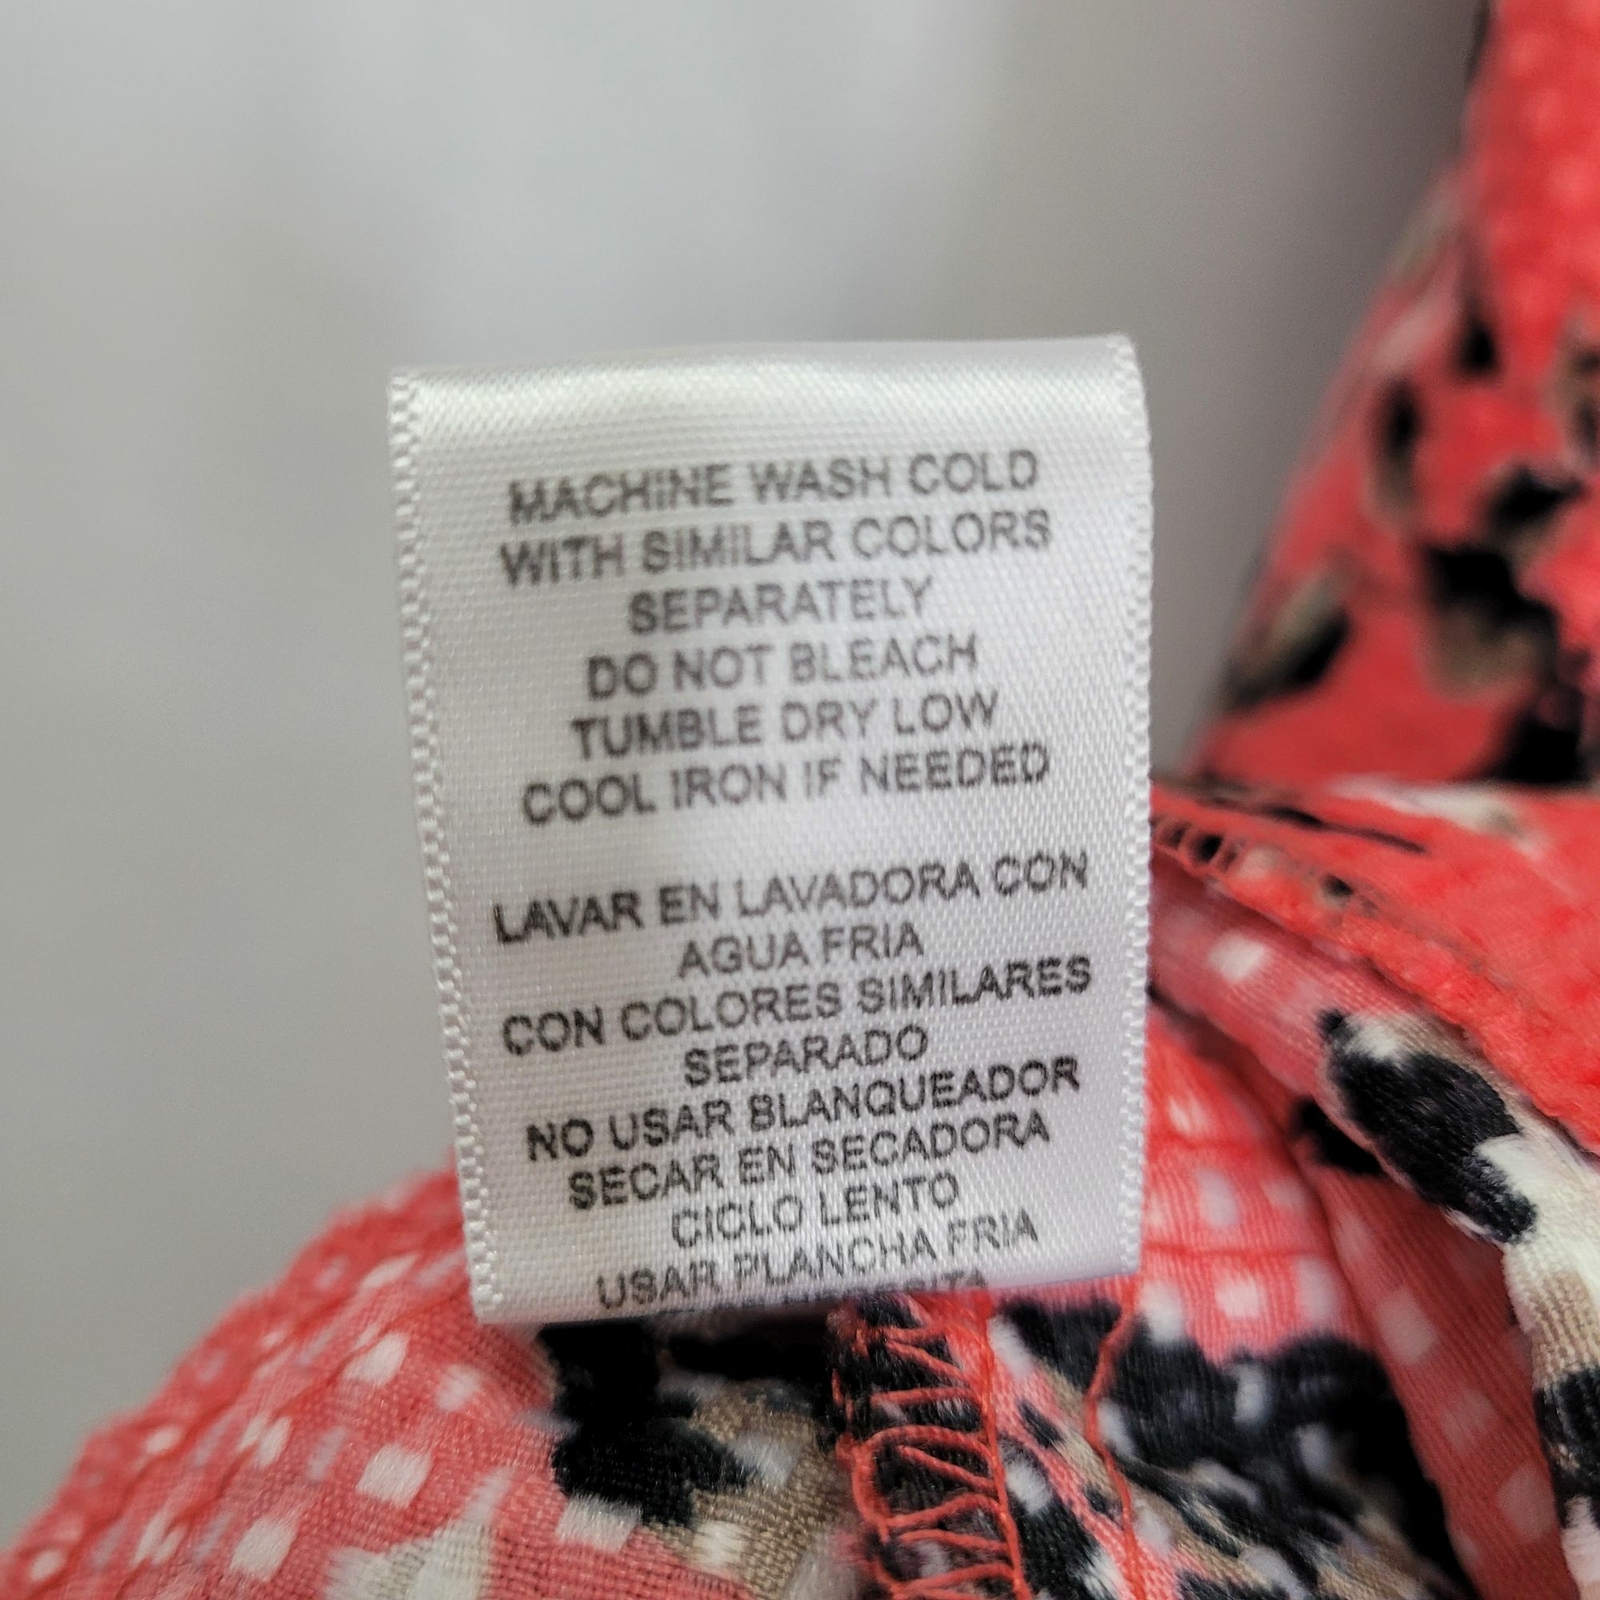 MACHINE WASH COLD
WITH SIMILAR COLORS
SEPARATELY
DO NOT BLEACH
TUMBLE DRY LOW
COOL IRON IF NEEDED
LAVAR EN LAVADORA CON
AGUA FRIA
CON COLORES SIMILARES
SEPARADO
NO USAR BLANQUEADOR
SECAR EN SECADORA
CICLO LENTO
USAR PLANCHA FRIA